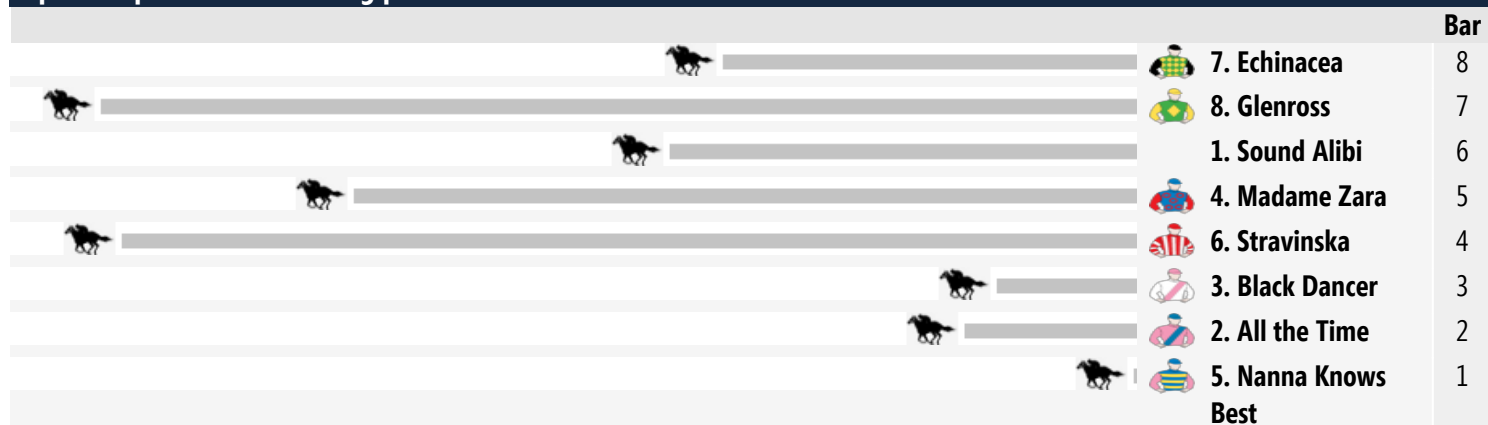 Bar
7. Echinacea 8
8. Glenross 7
1. Sound Alibi 6
4. Madame Zara 5
6. Stravinska 4
3. Black Dancer 3
2. All the Time 2
5. Nanna Knows 1
Best